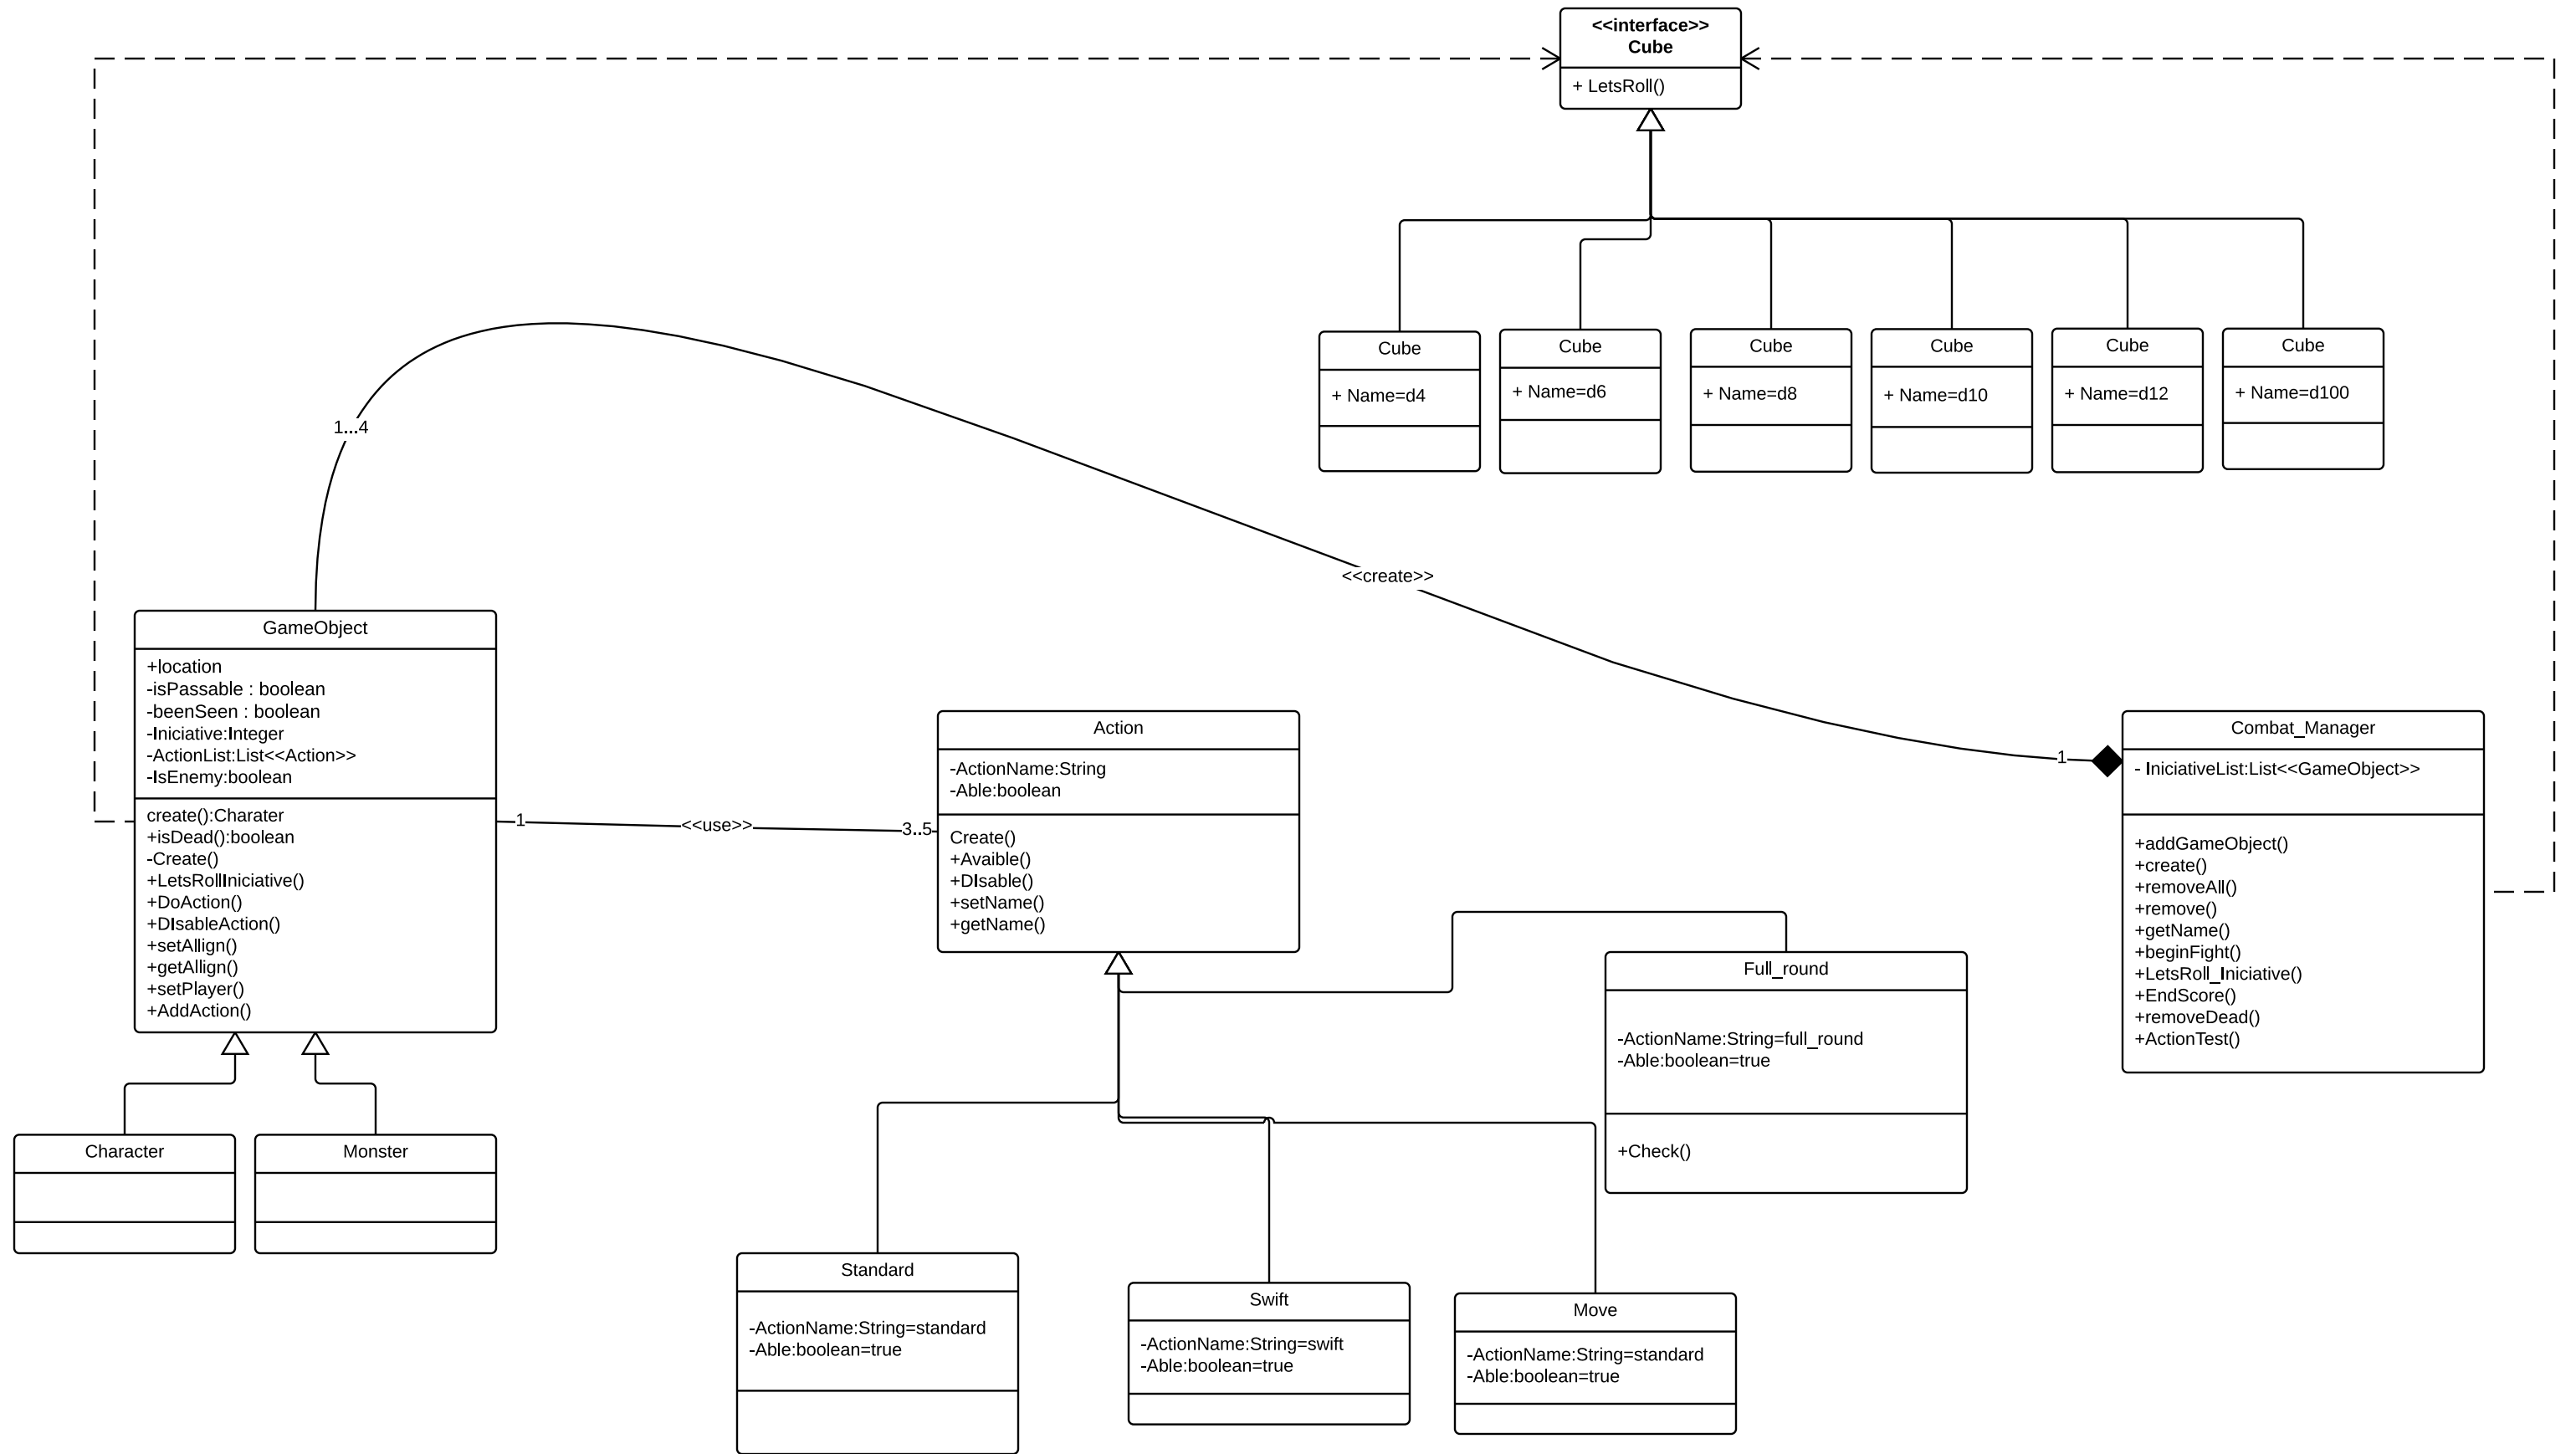 <<interface>>
Cube
+ LetsRoll()
Cube
+ Name=d4
Cube
+ Name=d6
Cube
+ Name=d8
Cube
+ Name=d10
Cube
+ Name=d12
Cube
+ Name=d100
1...4
<<create>>
1
GameObject
+location
-isPassable : boolean
-beenSeen : boolean
-Iniciative:Integer
-ActionList:List<<Action>>
-IsEnemy:boolean
create():Charater
+isDead():boolean
-Create()
+LetsRollIniciative()
+DoAction()
+DIsableAction()
+setAllign()
+getAllign()
+setPlayer()
+AddAction()
1
<<use>>
3..5
Action
-ActionName:String
-Able:boolean
Create()
+Avaible()
+DIsable()
+setName()
+getName()
Combat_Manager
- IniciativeList:List<<GameObject>>
+addGameObject()
+create()
+removeAll()
+remove()
+getName()
+beginFight()
+LetsRoll_Iniciative()
+EndScore()
+removeDead()
+ActionTest()
Full_round
-ActionName:String=full_round
-Able:boolean=true
+Check()
Character
Monster
Standard
-ActionName:String=standard
-Able:boolean=true
Swift
-ActionName:String=swift
-Able:boolean=true
Move
-ActionName:String=standard
-Able:boolean=true